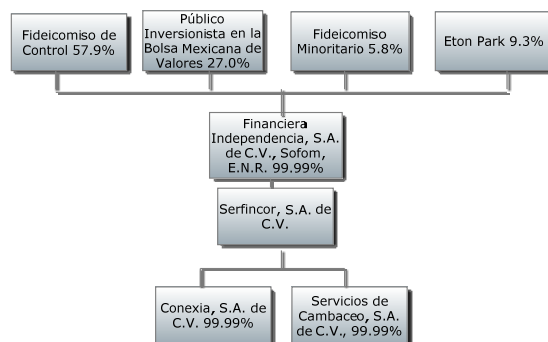 Fideicomiso de
Control 57.9%
Público
Inversionista en la
Bolsa Mexicana de
Valores 27.0%
Fideicomiso
Minoritario 5.8%
Eton Park 9.3%
Financiera
Independencia, S.A.
de C.V., Sofom,
E.N.R. 99.99%
Serfincor, S.A. de
C.V.
Conexia, S.A. de
C.V. 99.99%
Servicios de
Cambaceo, S.A.
de C.V., 99.99%